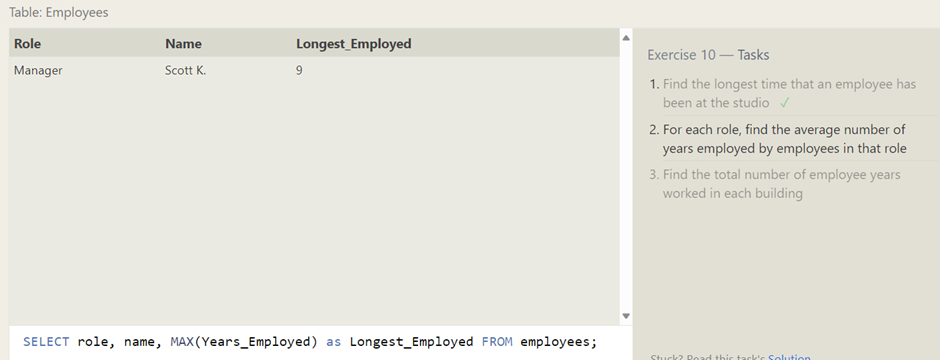 Table: Employees
Role Name Longest_Employed
Manager Scott K. 9
Exercise 10 — Tasks
1. Find the longest time that an employee has
been at the studio ✓
2. For each role, find the average number of
years employed by employees in that role
3. Find the total number of employee years
worked in each building
Stuck? Read this task's Solution
SELECT role, name, MAX(Years_Employed) as Longest_Employed FROM employees;